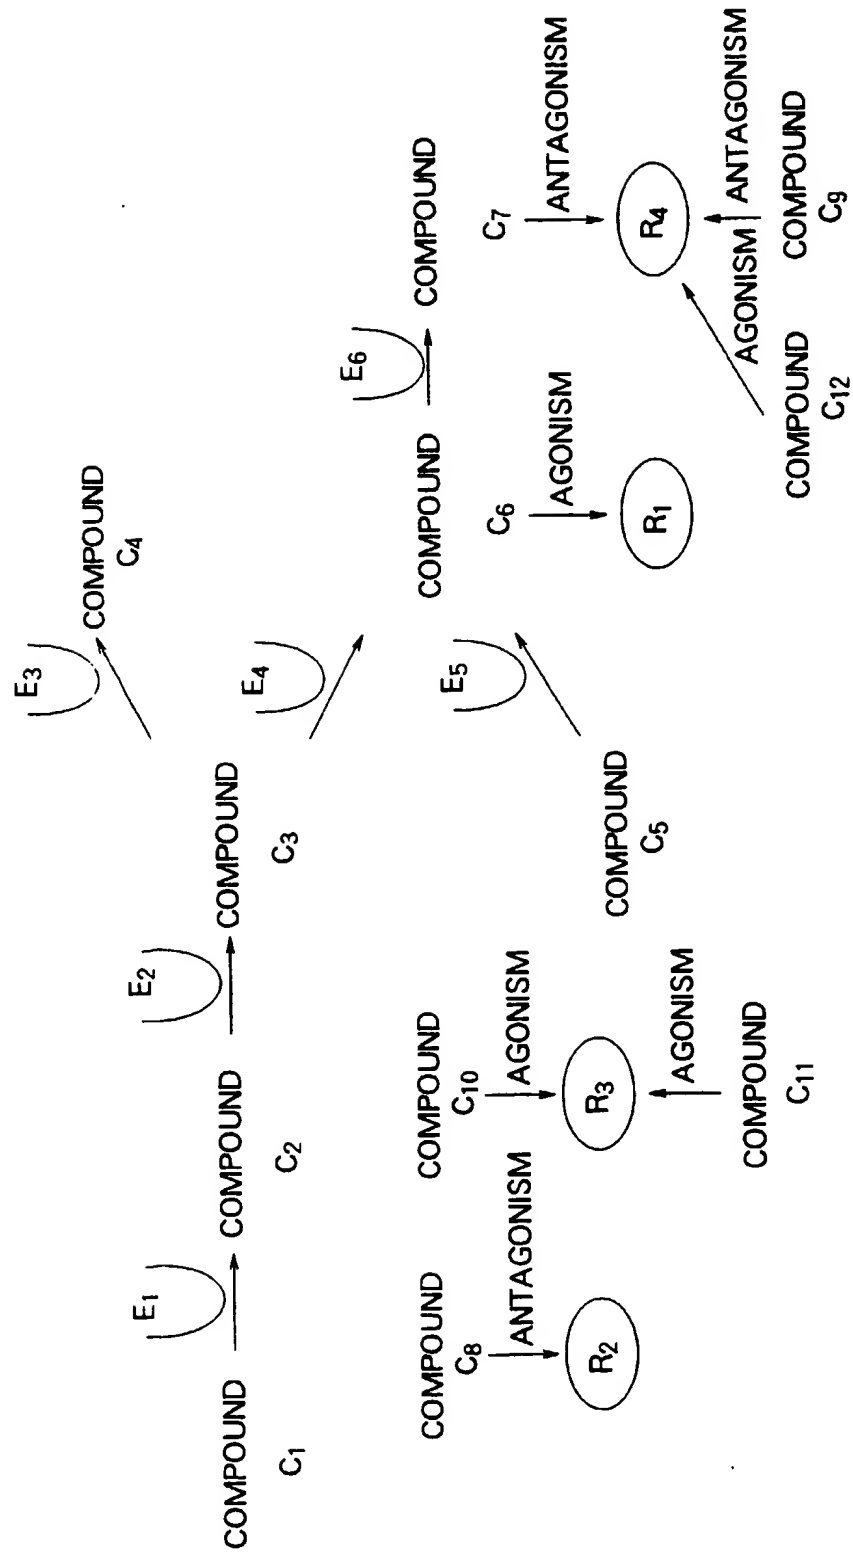 E3
COMPOUND
C4
E1
E2
E4
COMPOUND
C1
COMPOUND
C2
COMPOUND
C3
E6
COMPOUND
C6
COMPOUND
C7
E5
AGONISM
ANTAGONISM
COMPOUND
C8
COMPOUND
C10
ANTAGONISM
AGONISM
R2
R3
R1
R4
COMPOUND
C5
AGONISM
AGONISM
ANTAGONISM
COMPOUND
C11
COMPOUND
C12
COMPOUND
C9